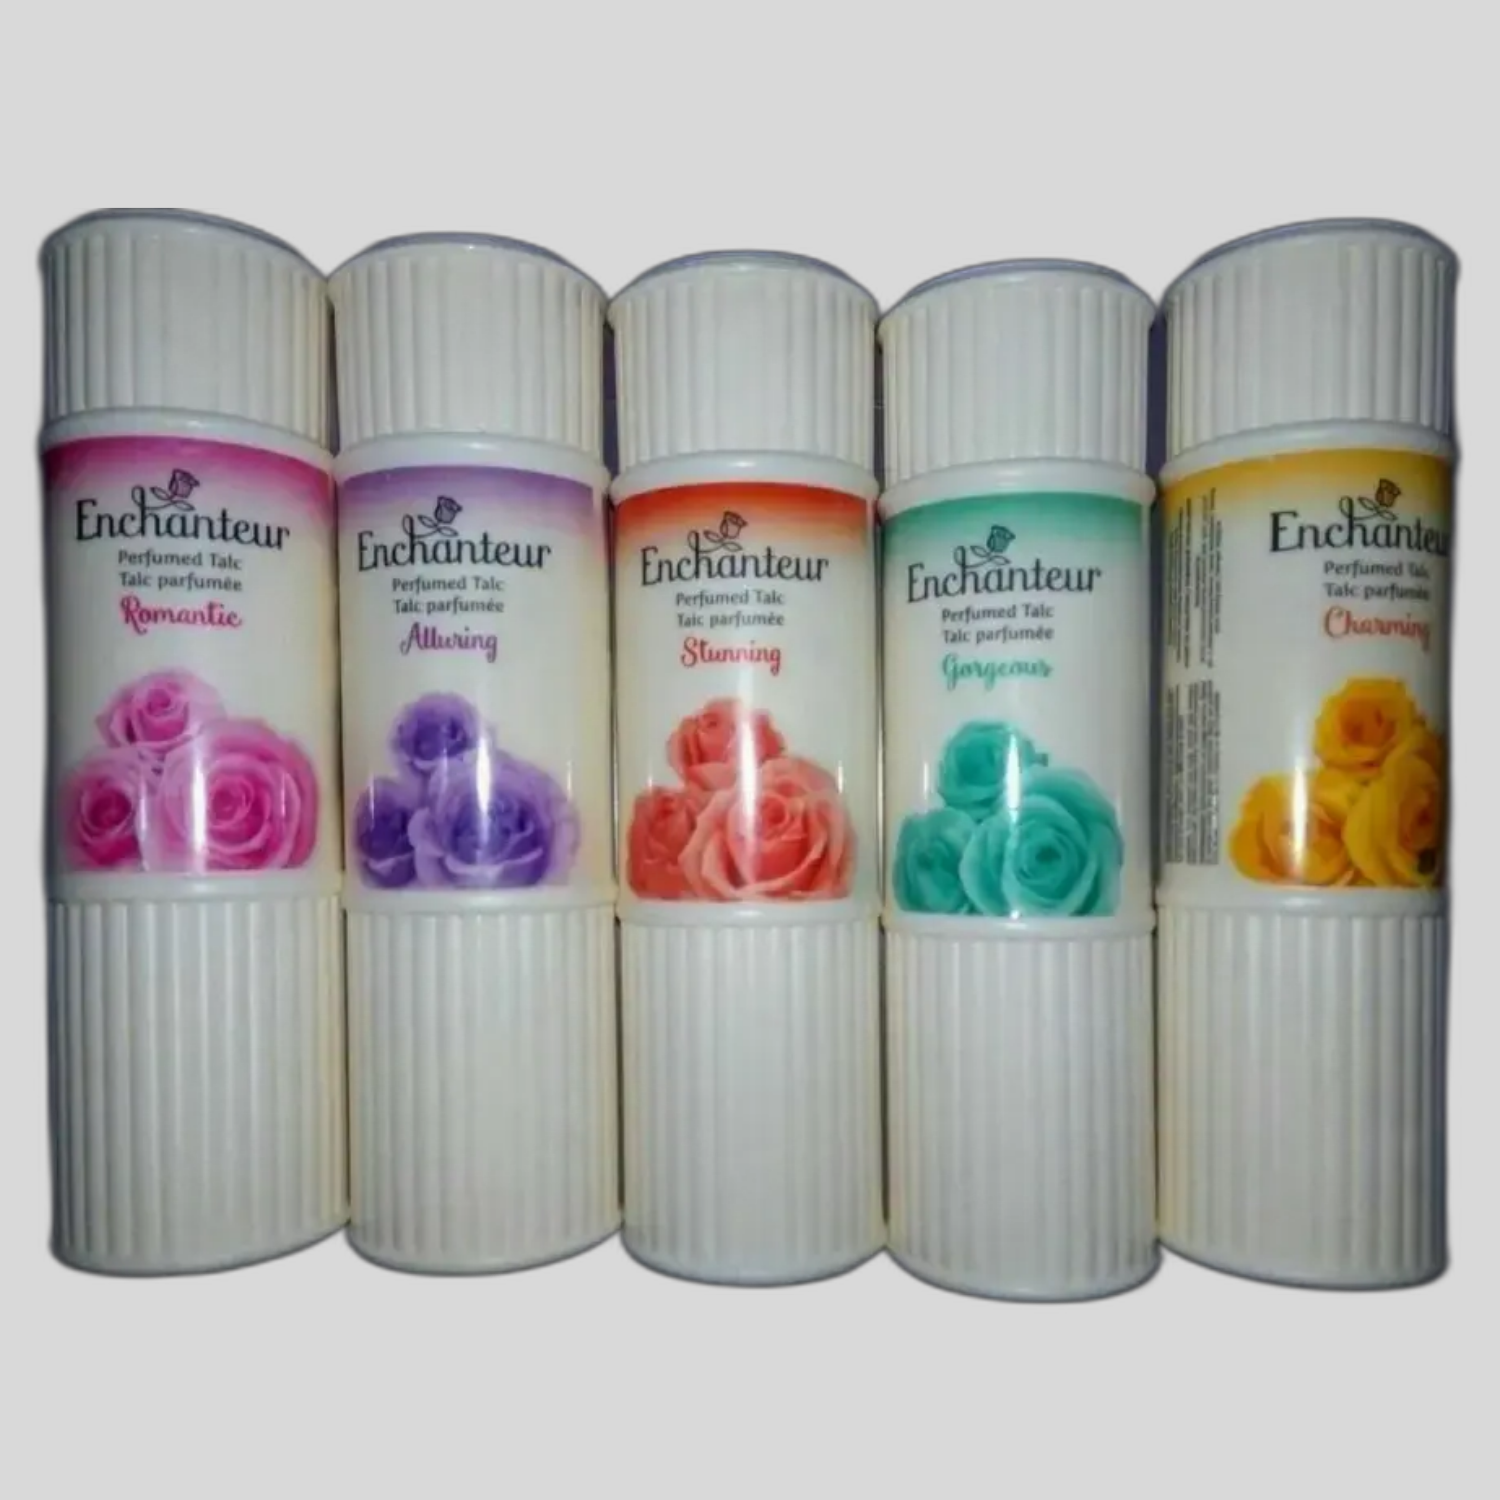 Enchanteur
Perfumed Talc
Talc parfumée
Romantic
Enchanteur
Perfumed Talc
Talc parfumée
Alluring
Enchanteur
Perfumed Talc
Talc parfumée
Stunning
Enchanteur
Perfumed Talc
Talc parfumée
Gorgeous
Enchanteur
Perfumed Talc
Talc parfumée
Charming